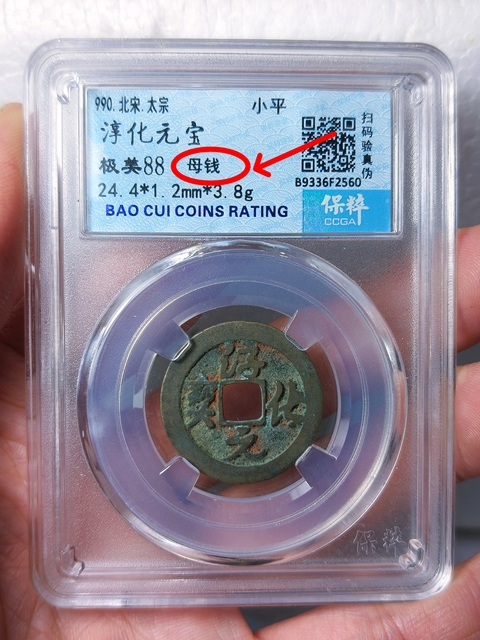 990.北宋.太宗 小平
淳化元宝
极美88 母钱
24.4*1.2mm*3.8g
BAO CUI COINS RATING
扫码验真伪
B9336F2560
保粹
CCGA
淳化元寳
保粹